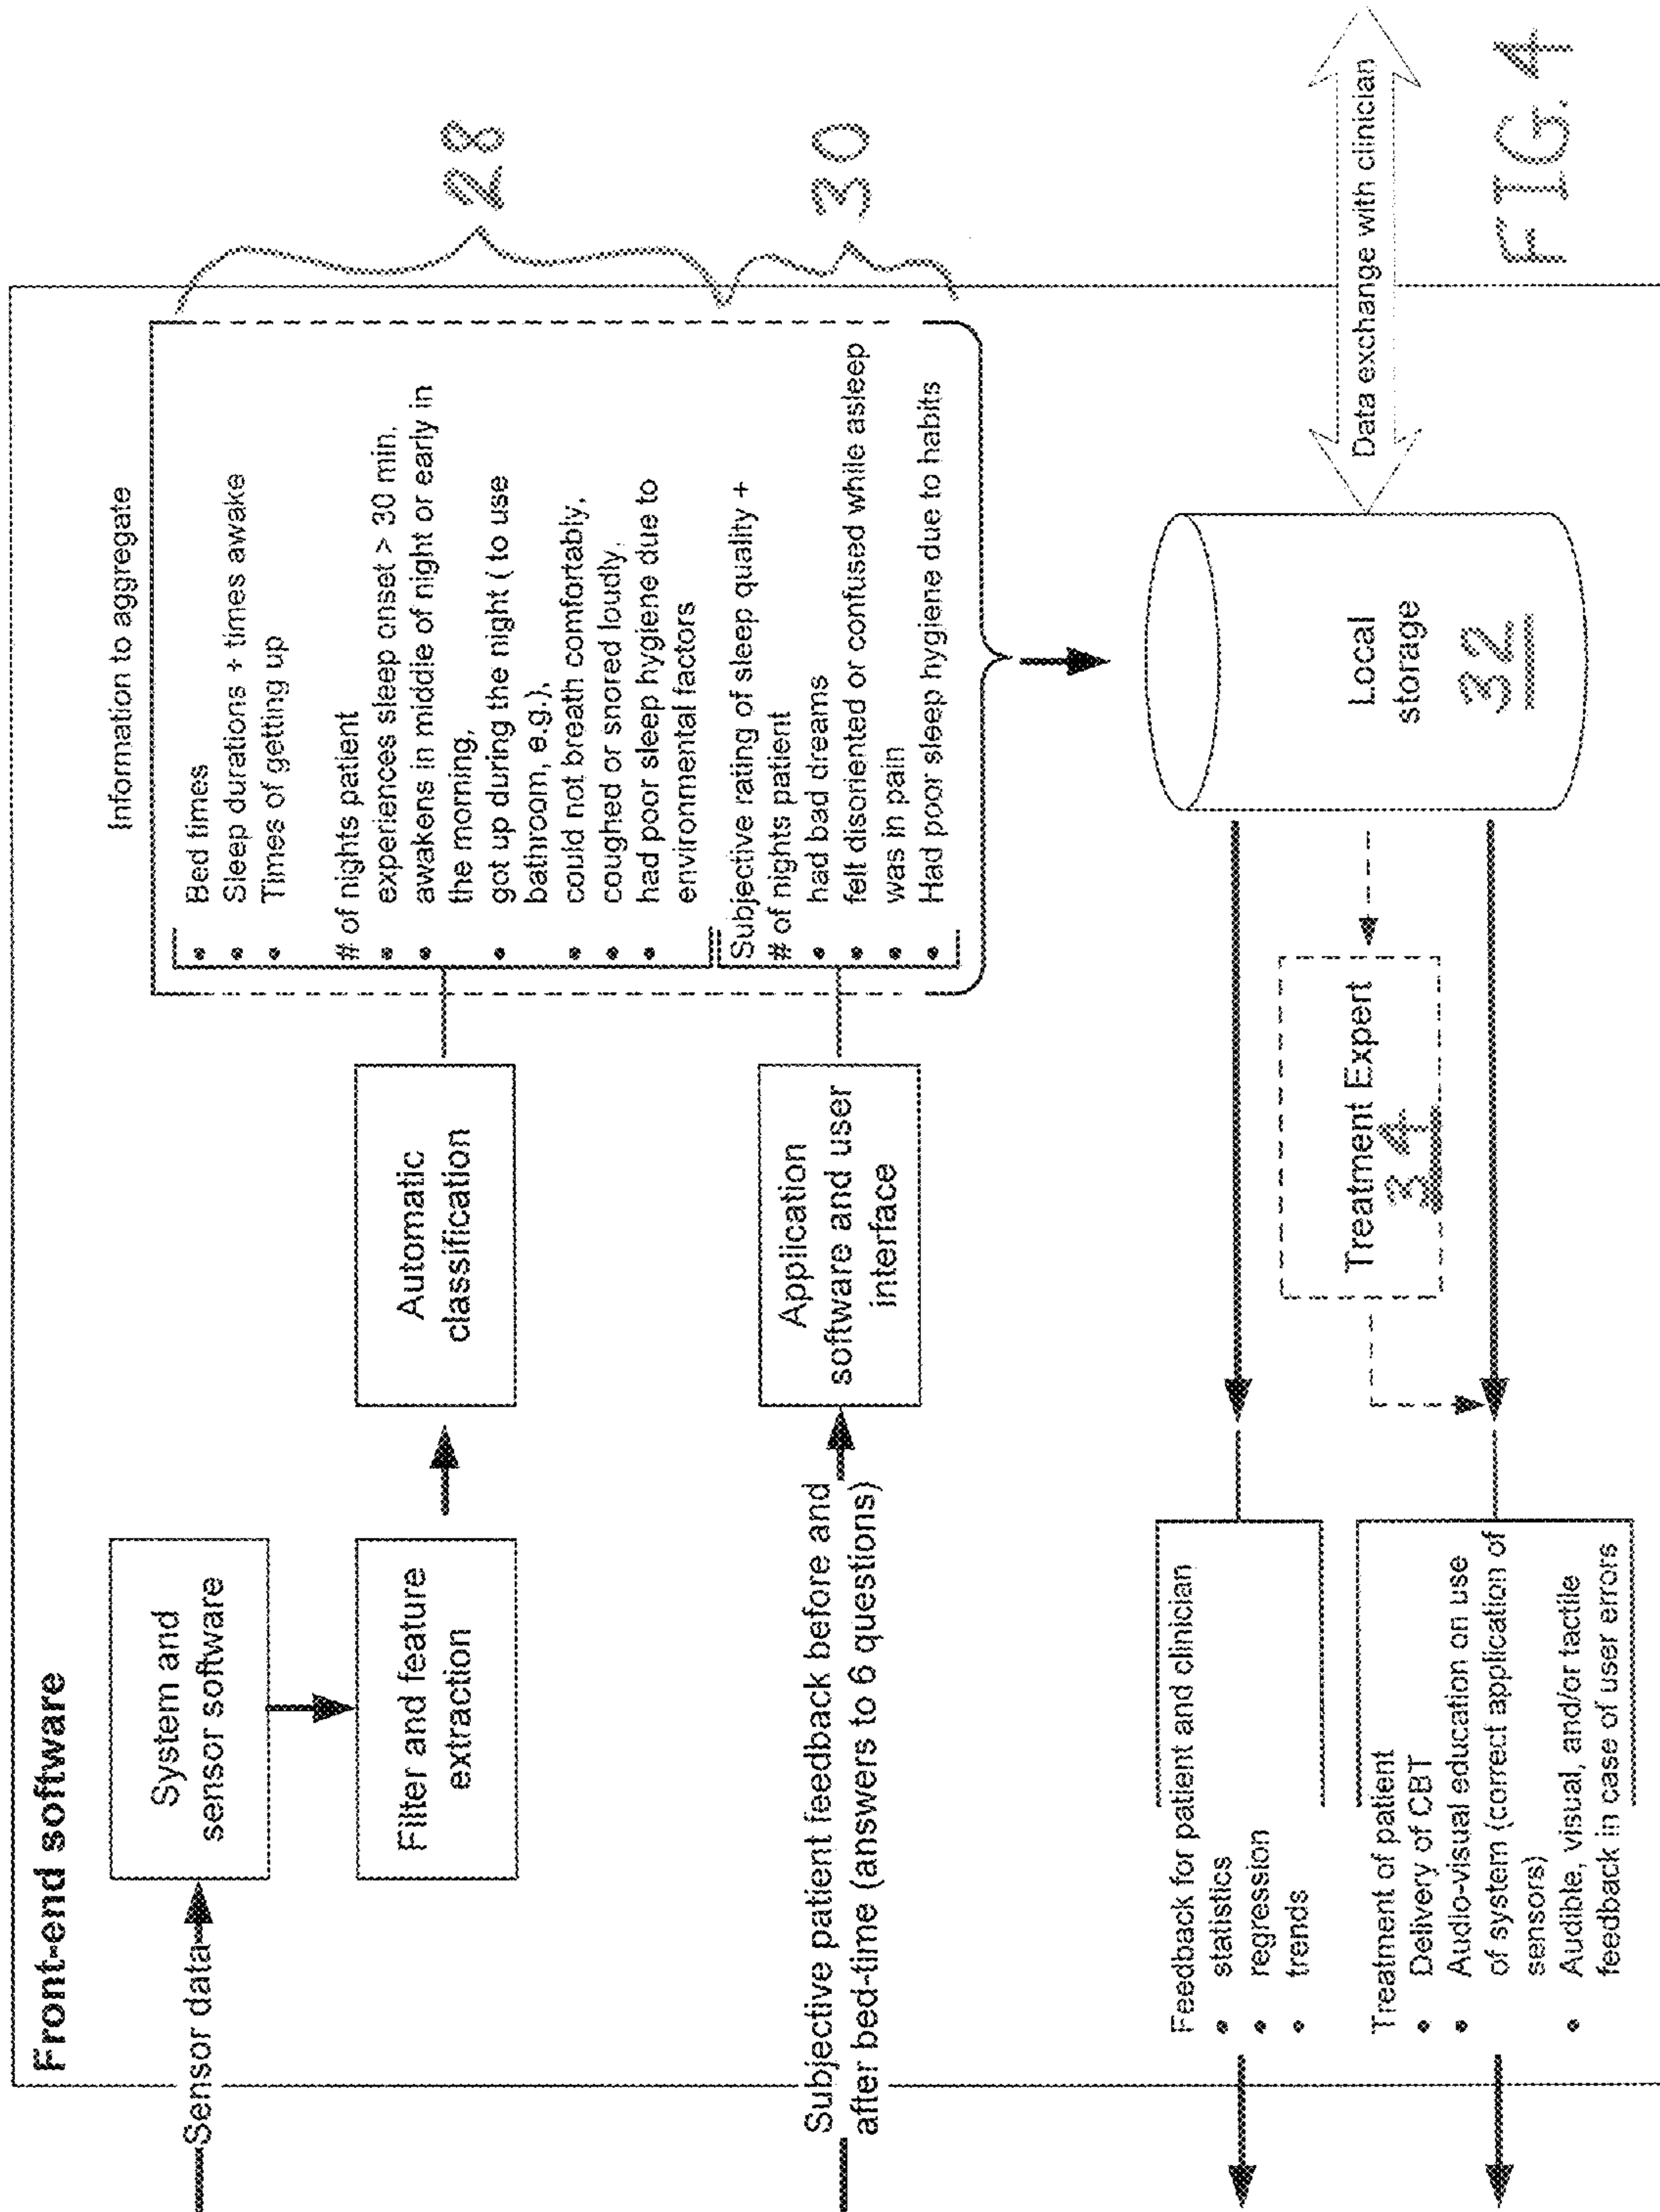 Front-end software
Sensor data
System and
sensor software
Filter and feature
extraction
Automatic
classification
Information to aggregate
• Bed times
• Sleep durations + times awake
• Times of getting up
# of nights patient
• experiences sleep onset > 30 min,
• awakens in middle of night or early in
the morning,
• got up during the night ( to use
bathroom, e.g.),
• could not breath comfortably,
• coughed or snored loudly,
• had poor sleep hygiene due to
environmental factors
28
Subjective patient feedback before and
after bed-time (answers to 6 questions)
Application
software and user
interface
Subjective rating of sleep quality +
# of nights patient
• had bad dreams
• felt disoriented or confused while asleep
• was in pain
• Had poor sleep hygiene due to habits
30
Feedback for patient and clinician
• statistics
• regression
• trends
Treatment of patient
• Delivery of CBT
• Audio-visual education on use
of system (correct application of
sensors)
• Audible, visual, and/or tactile
feedback in case of user errors
Treatment Expert
34
Local
storage
32
Data exchange with clinician
FIG. 4